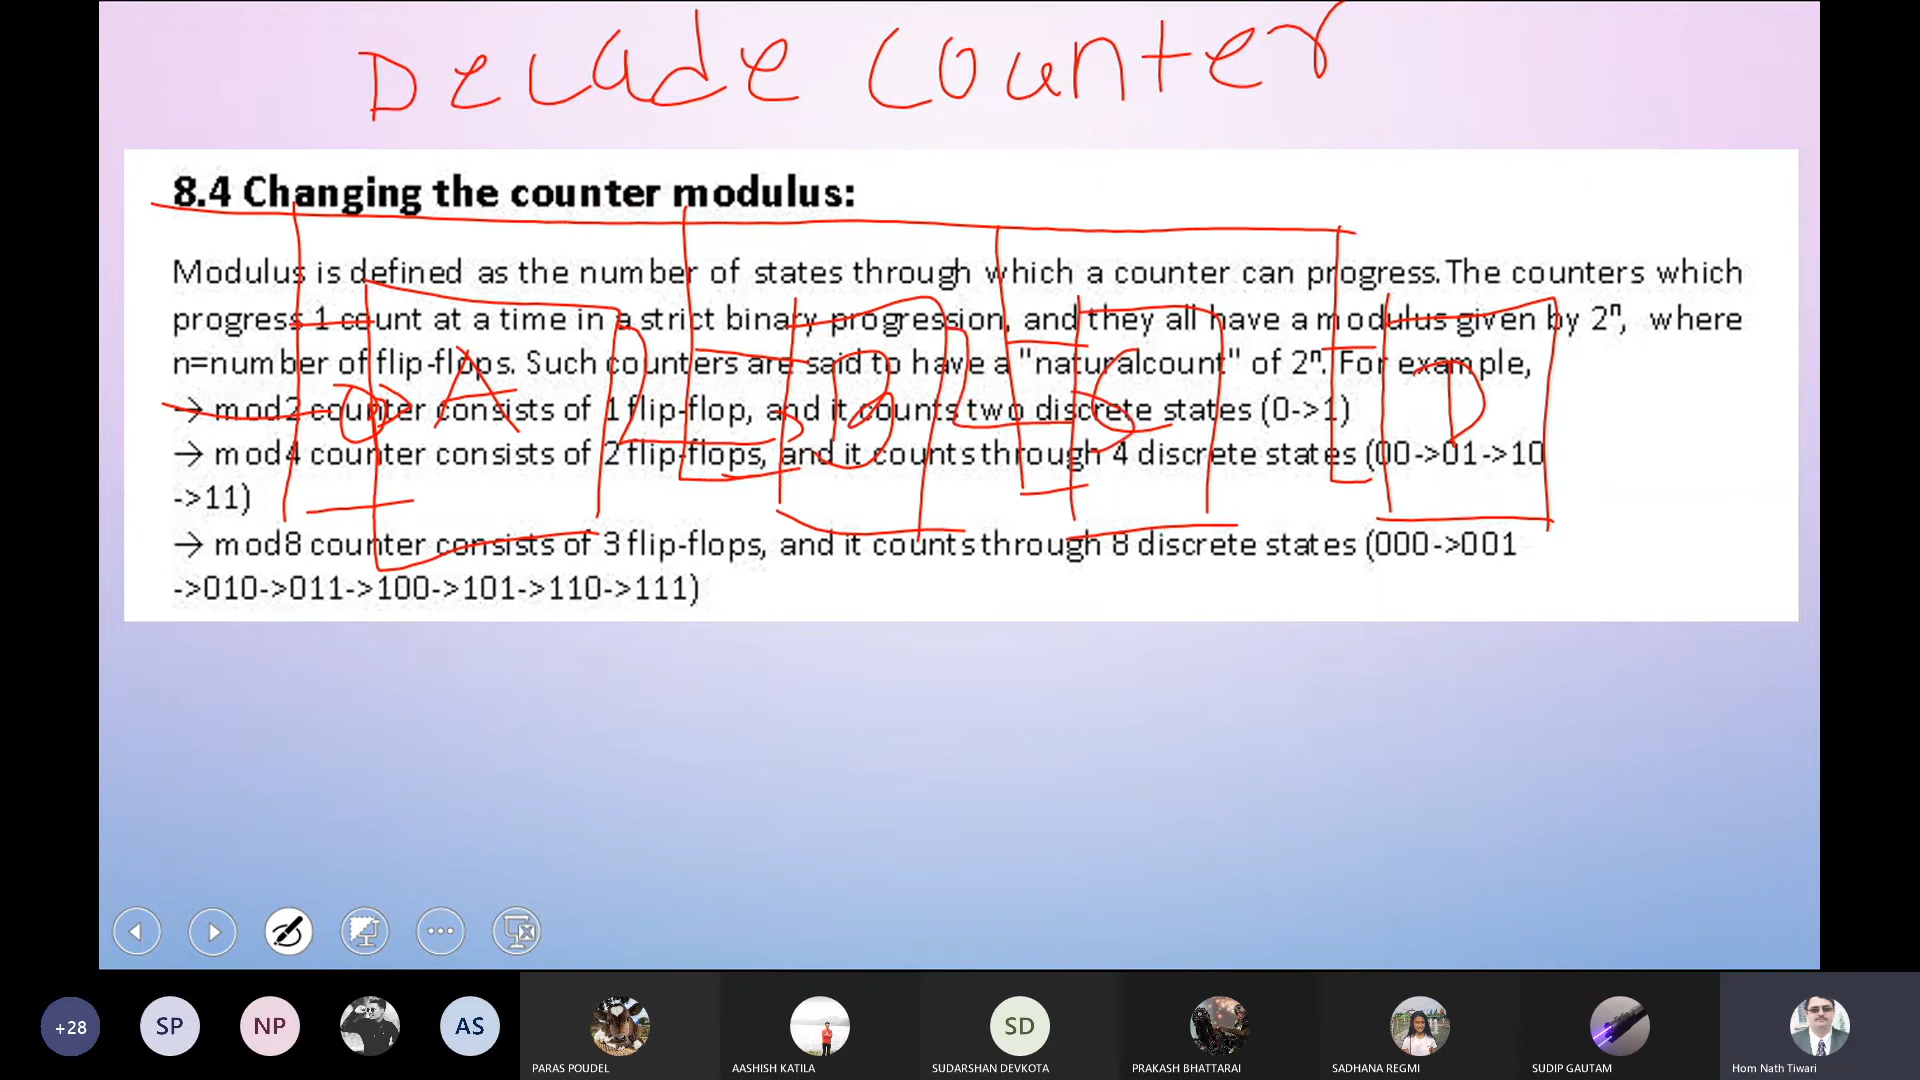 Decade Counter
8.4 Changing the counter modulus:
Modulus is defined as the number of states through which a counter can progress. The counters which
progress 1 count at a time in a strict binary progression, and they all have a modulus given by 2ⁿ, where
n=number of flip-flops. Such counters are said to have a "naturalcount" of 2ⁿ. For example,
→ mod2 counter consists of 1 flip-flop, and it counts two discrete states (0->1)
→ mod4 counter consists of 2 flip-flops, and it counts through 4 discrete states (00->01->10
->11)
→ mod8 counter consists of 3 flip-flops, and it counts through 8 discrete states (000->001
->010->011->100->101->110->111)
A B C D
+28 SP NP AS SD
PARAS POUDEL AASHISH KATILA SUDARSHAN DEVKOTA PRAKASH BHATTARAI SADHANA REGMI SUDIP GAUTAM Hom Nath Tiwari